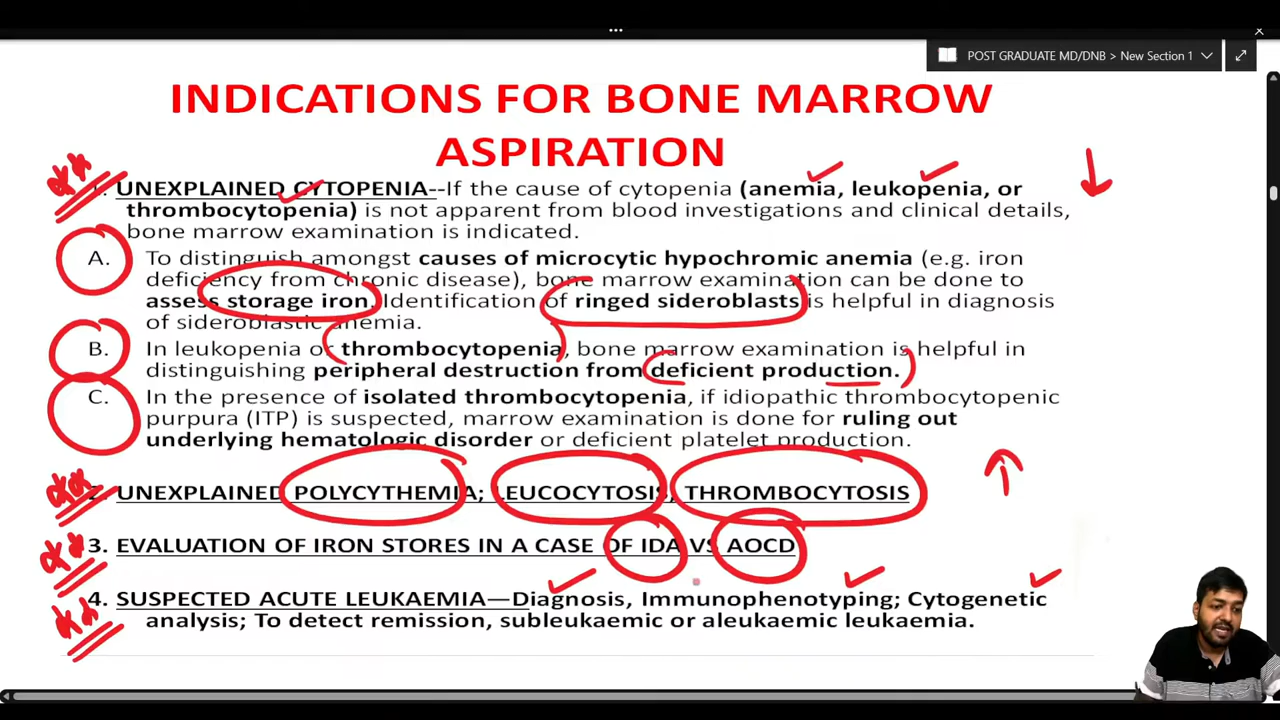 POST GRADUATE MD/DNB > New Section 1
INDICATIONS FOR BONE MARROW
ASPIRATION
1. UNEXPLAINED CYTOPENIA--If the cause of cytopenia (anemia, leukopenia, or
thrombocytopenia) is not apparent from blood investigations and clinical details,
bone marrow examination is indicated.
A. To distinguish amongst causes of microcytic hypochromic anemia (e.g. iron
deficiency from chronic disease), bone marrow examination can be done to
assess storage iron. Identification of ringed sideroblasts is helpful in diagnosis
of sideroblastic anemia.
B. In leukopenia or thrombocytopenia, bone marrow examination is helpful in
distinguishing peripheral destruction from deficient production.
C. In the presence of isolated thrombocytopenia, if idiopathic thrombocytopenic
purpura (ITP) is suspected, marrow examination is done for ruling out
underlying hematologic disorder or deficient platelet production.
2. UNEXPLAINED POLYCYTHEMIA; LEUCOCYTOSIS, THROMBOCYTOSIS
3. EVALUATION OF IRON STORES IN A CASE OF IDA VS AOCD
4. SUSPECTED ACUTE LEUKAEMIA—Diagnosis, Immunophenotyping; Cytogenetic
analysis; To detect remission, subleukaemic or aleukaemic leukaemia.